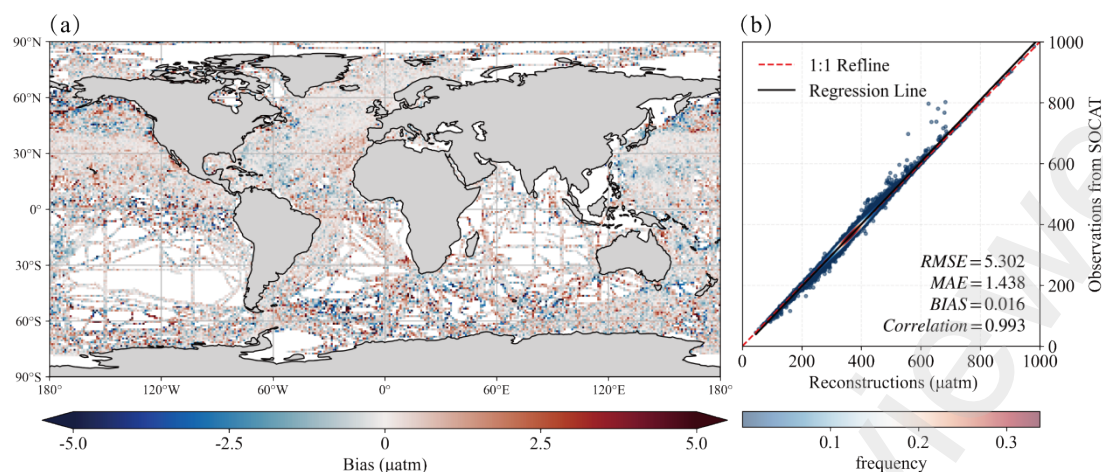 (a)
90°N
60°N
30°N
0°
30°S
60°S
90°S
180°
120°W
60°W
0°
60°E
120°E
180°
-5.0
-2.5
0
2.5
5.0
Bias (μatm)
(b)
1:1 Refline
Regression Line
1000
800
600
400
200
0
Observations from SOCAT
RMSE=5.302
MAE=1.438
BIAS=0.016
Correlation=0.993
0
200
400
600
800
1000
Reconstructions (μatm)
0.1
0.2
0.3
frequency